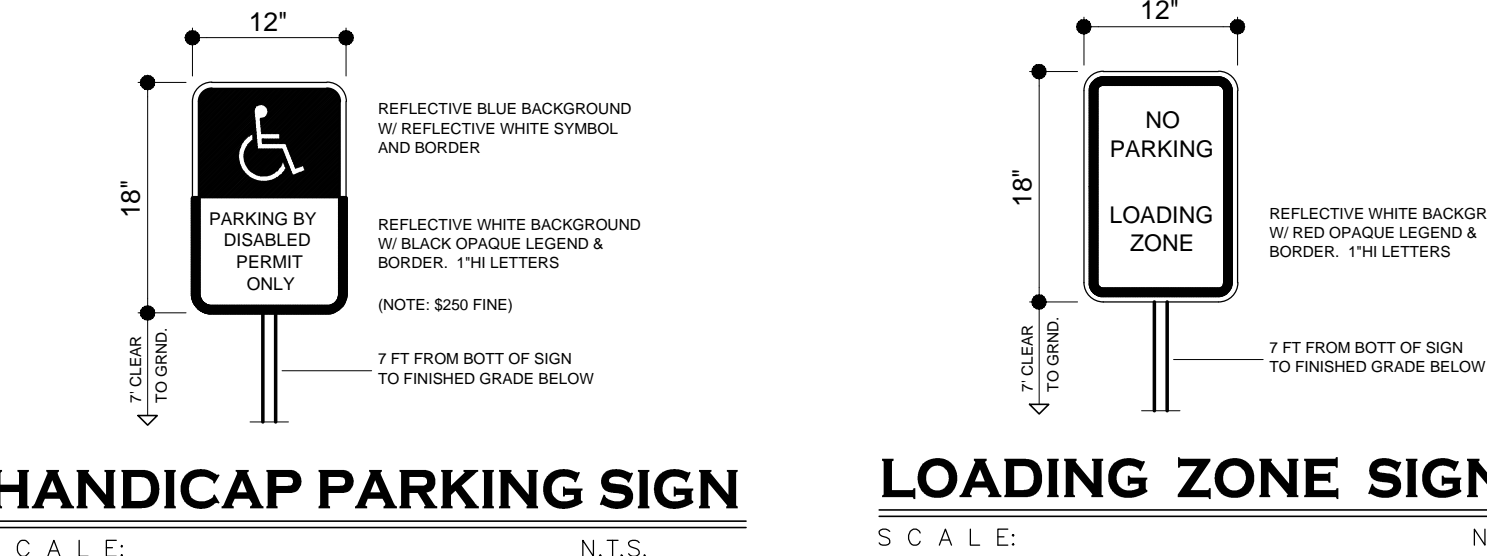 12"
18"
PARKING BY
DISABLED
PERMIT
ONLY
REFLECTIVE BLUE BACKGROUND
W/ REFLECTIVE WHITE SYMBOL
AND BORDER
REFLECTIVE WHITE BACKGROUND
W/ BLACK OPAQUE LEGEND &
BORDER.  1"HI LETTERS
(NOTE: $250 FINE)
7' CLEAR
TO GRND.
7 FT FROM BOTT OF SIGN
TO FINISHED GRADE BELOW
HANDICAP PARKING SIGN
C A L E: N.T.S.
12"
18"
NO
PARKING
LOADING
ZONE
REFLECTIVE WHITE BACKGR
W/ RED OPAQUE LEGEND &
BORDER.  1"HI LETTERS
7' CLEAR
TO GRND.
7 FT FROM BOTT OF SIGN
TO FINISHED GRADE BELOW
LOADING ZONE SIGN
S C A L E: N